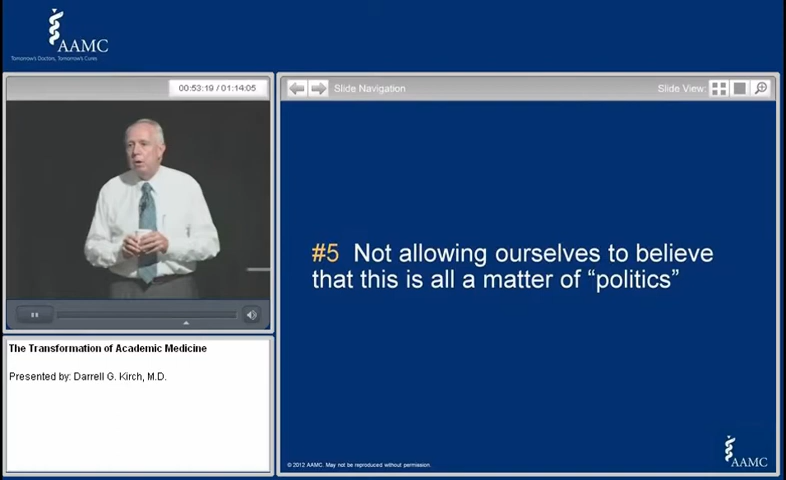 AAMC
Tomorrow's Doctors, Tomorrow's Cures
00:53:19 / 01:14:05
Slide Navigation
Slide View:
#5 Not allowing ourselves to believe
that this is all a matter of “politics”
The Transformation of Academic Medicine
Presented by: Darrell G. Kirch, M.D.
© 2012 AAMC. May not be reproduced without permission.
AAMC